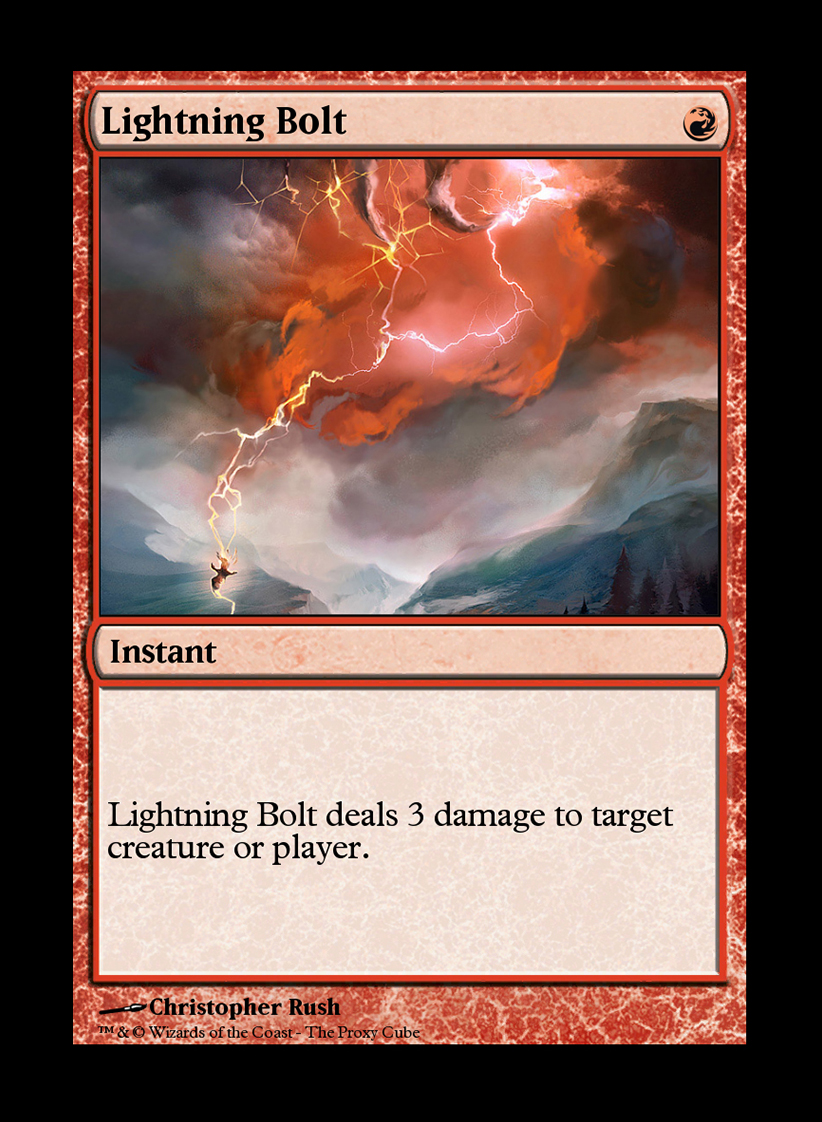 Lightning Bolt
Instant
Lightning Bolt deals 3 damage to target
creature or player.
Christopher Rush
™ & © Wizards of the Coast - The Proxy Cube